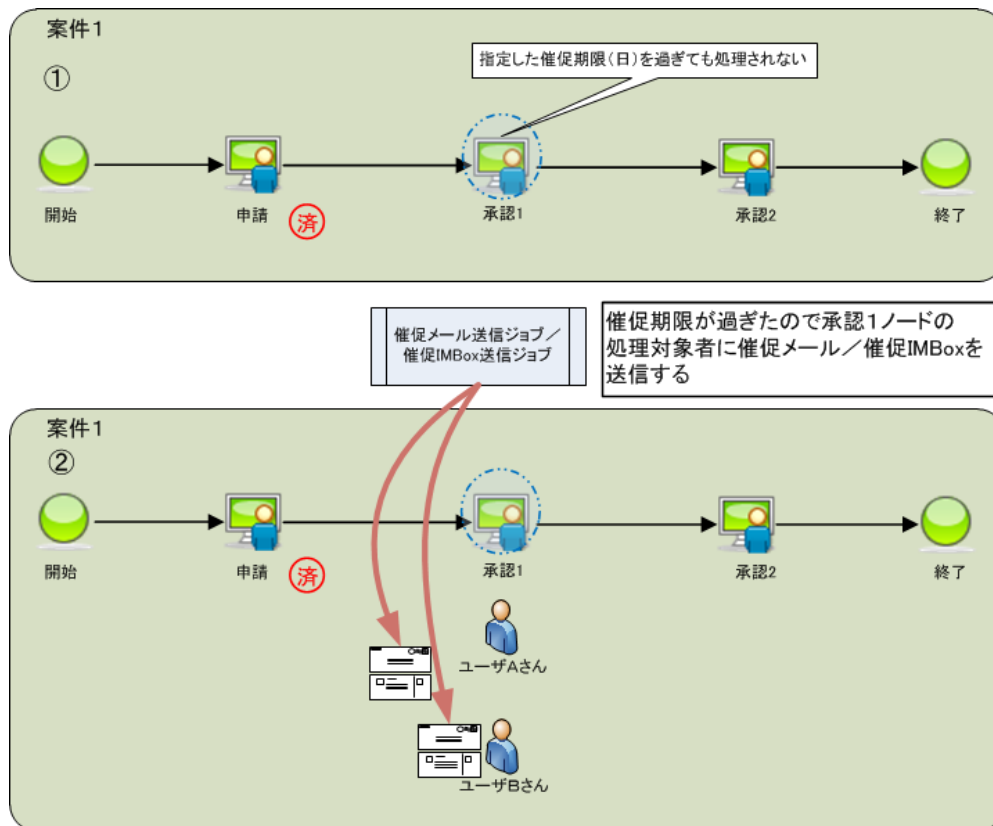 案件1
①
指定した催促期限(日)を過ぎても処理されない
開始
申請
済
承認1
承認2
終了
催促メール送信ジョブ/
催促IMBox送信ジョブ
催促期限が過ぎたので承認1ノードの
処理対象者に催促メール/催促IMBoxを
送信する
案件1
②
開始
申請
済
承認1
承認2
終了
ユーザAさん
ユーザBさん